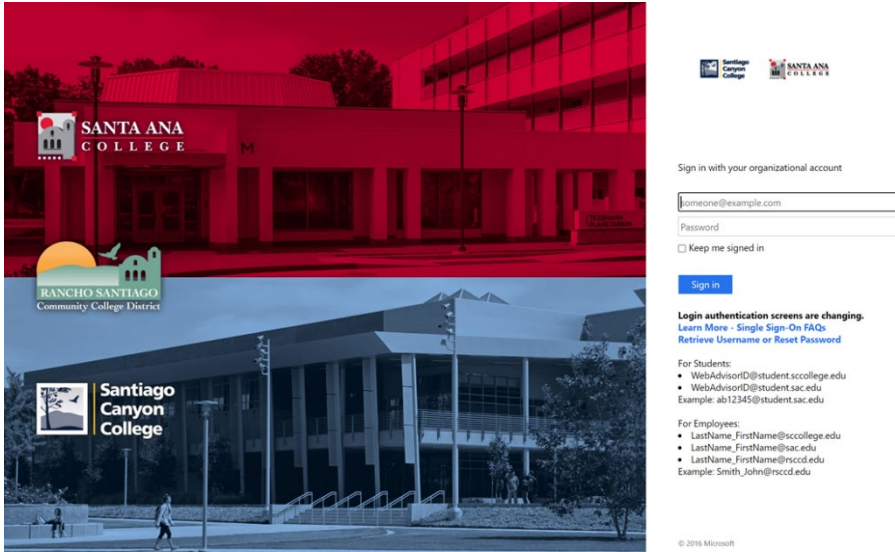 SANTA ANA
COLLEGE
M
TESSMANN
PLANETARIUM
RANCHO SANTIAGO
Community College District
Santiago
Canyon
College
Santiago
Canyon
College
SANTA ANA
COLLEGE
Sign in with your organizational account
someone@example.com
Password
Keep me signed in
Sign in
Login authentication screens are changing.
Learn More - Single Sign-On FAQs
Retrieve Username or Reset Password
For Students:
• WebAdvisorID@student.sccollege.edu
• WebAdvisorID@student.sac.edu
Example: ab12345@student.sac.edu
For Employees:
• LastName_FirstName@sccollege.edu
• LastName_FirstName@sac.edu
• LastName_FirstName@rsccd.edu
Example: Smith_John@rsccd.edu
© 2016 Microsoft